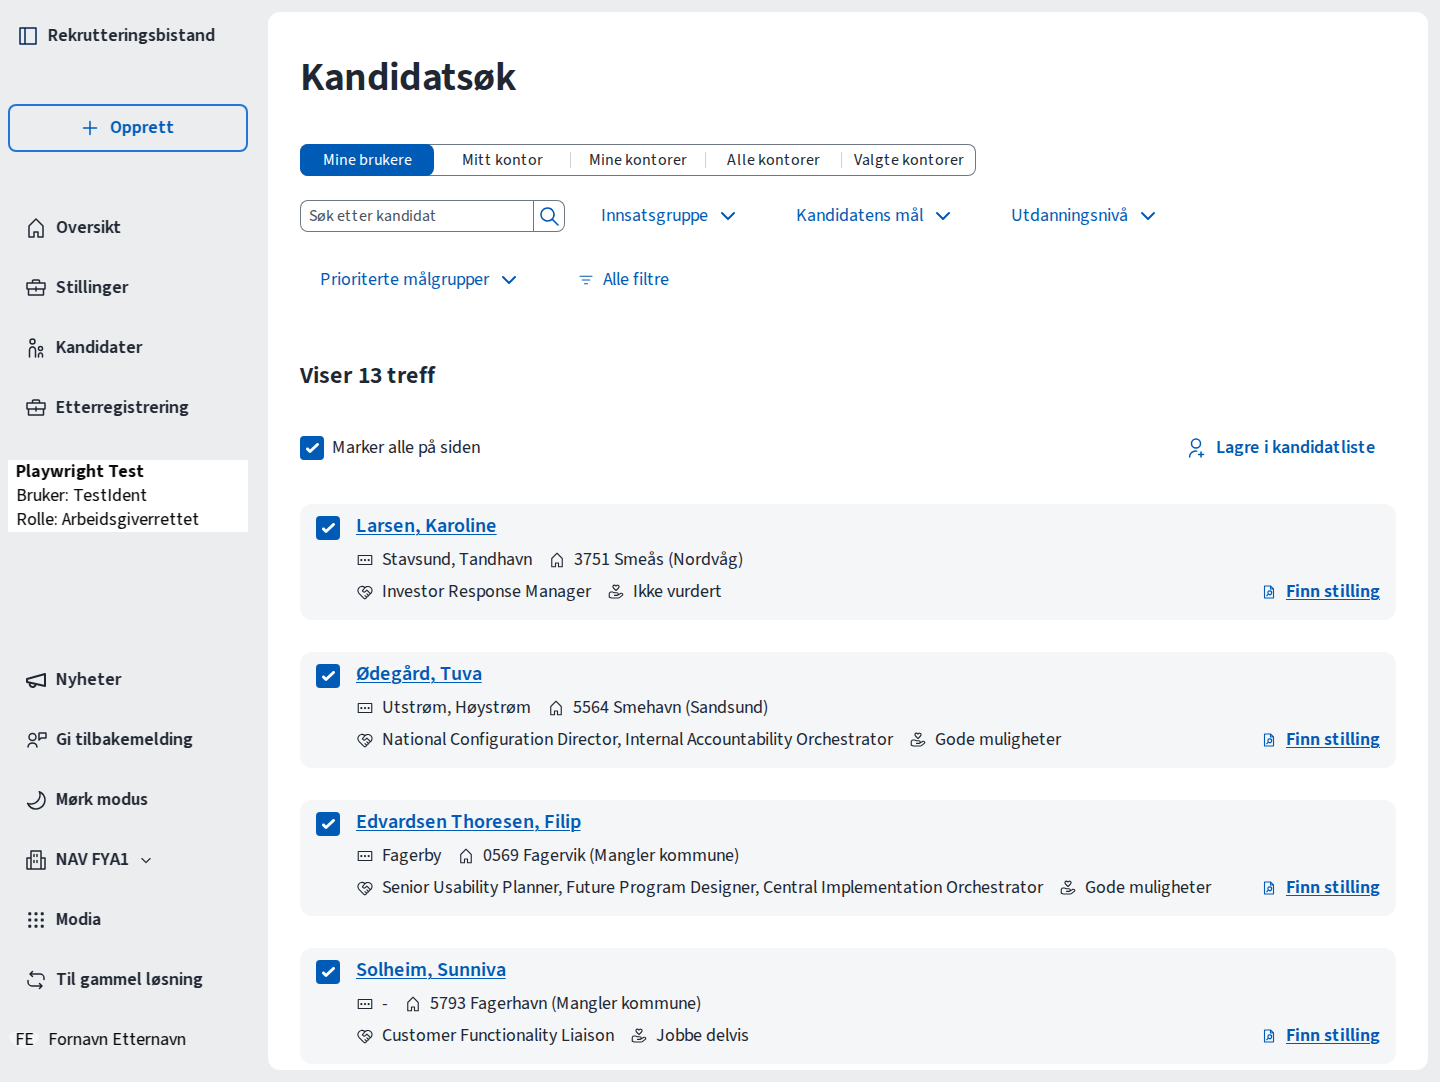 Rekrutteringsbistand
Opprett
Oversikt
Stillinger
Kandidater
Etterregistrering
Playwright Test
Bruker: TestIdent
Rolle: Arbeidsgiverrettet
Nyheter
Gi tilbakemelding
Mørk modus
NAV FYA1
Modia
Til gammel løsning
FE Fornavn Etternavn
Kandidatsøk
Mine brukere Mitt kontor Mine kontorer Alle kontorer Valgte kontorer
Søk etter kandidat Innsatsgruppe Kandidatens mål Utdanningsnivå
Prioriterte målgrupper Alle filtre
Viser 13 treff
Marker alle på siden Lagre i kandidatliste
Larsen, Karoline
Stavsund, Tandhavn 3751 Smeås (Nordvåg)
Investor Response Manager Ikke vurdert Finn stilling
Ødegård, Tuva
Utstrøm, Høystrøm 5564 Smehavn (Sandsund)
National Configuration Director, Internal Accountability Orchestrator Gode muligheter Finn stilling
Edvardsen Thoresen, Filip
Fagerby 0569 Fagervik (Mangler kommune)
Senior Usability Planner, Future Program Designer, Central Implementation Orchestrator Gode muligheter Finn stilling
Solheim, Sunniva
- 5793 Fagerhavn (Mangler kommune)
Customer Functionality Liaison Jobbe delvis Finn stilling